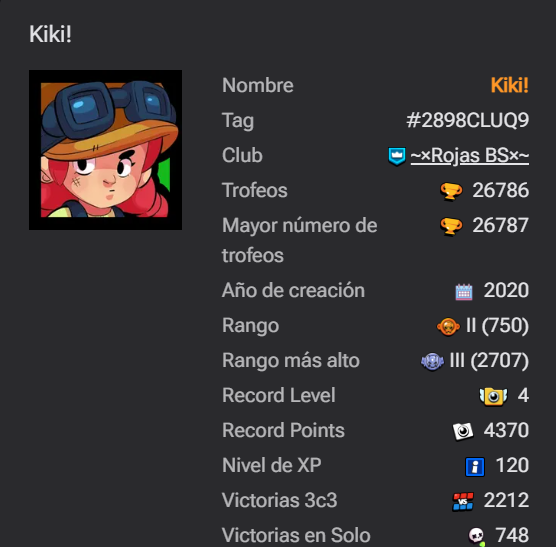 Kiki!
Nombre Kiki!
Tag #2898CLUQ9
Club ~×Rojas BS×~
Trofeos 26786
Mayor número de 26787
trofeos
Año de creación 2020
Rango II (750)
Rango más alto III (2707)
Record Level 4
Record Points 4370
Nivel de XP 120
Victorias 3c3 VS 2212
Victorias en Solo 748